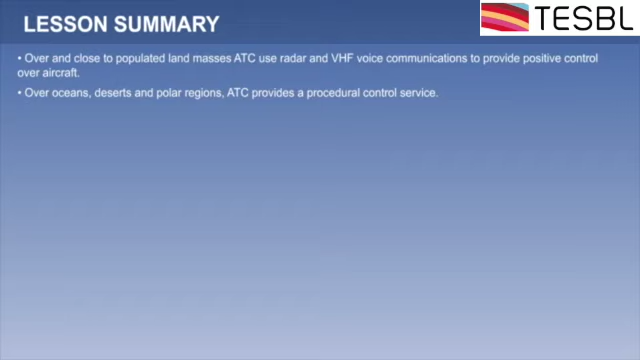 LESSON SUMMARY
TESBL
• Over and close to populated land masses ATC use radar and VHF voice communications to provide positive control
over aircraft.
• Over oceans, deserts and polar regions, ATC provides a procedural control service.